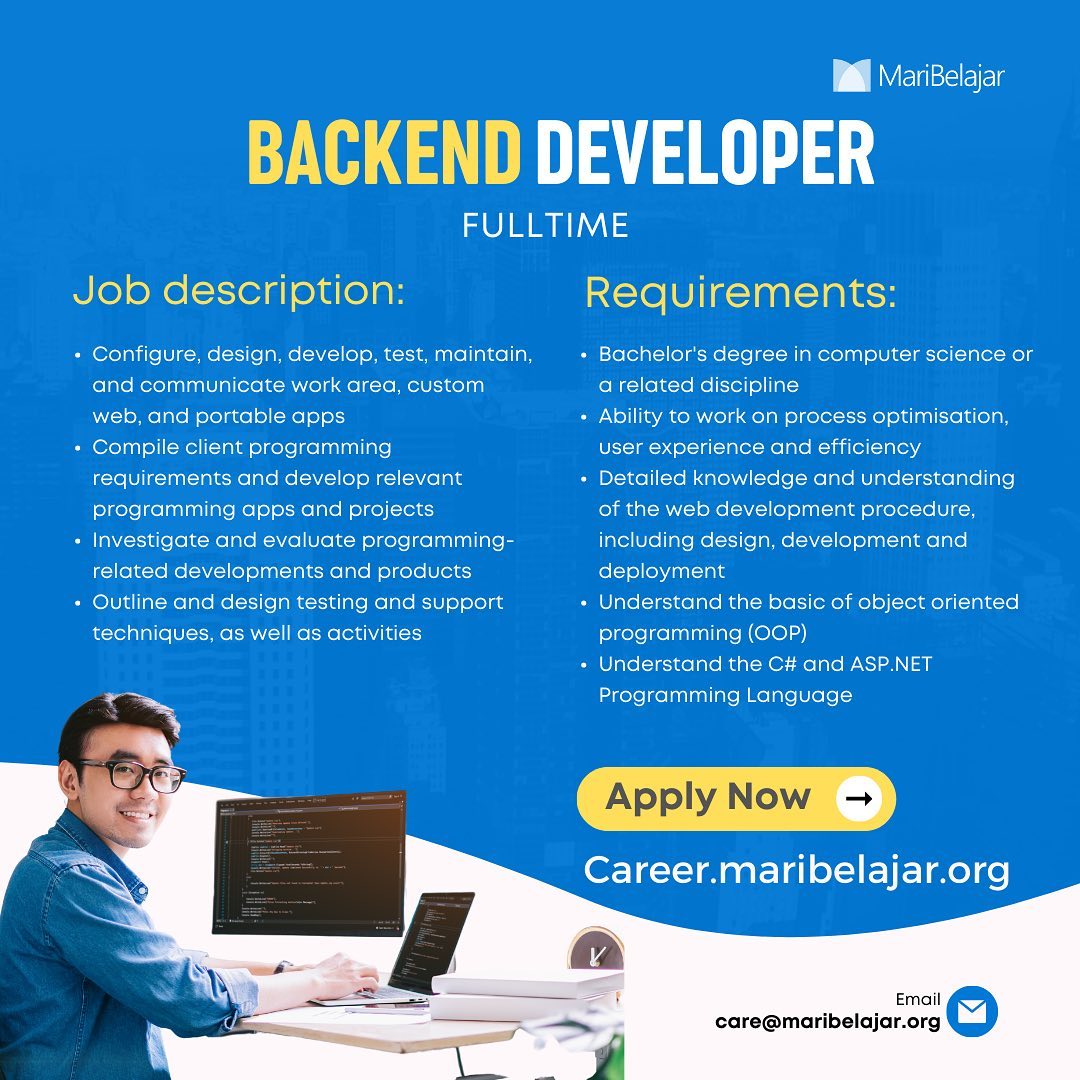 MariBelajar
BACKEND DEVELOPER
FULLTIME
Job description:
• Configure, design, develop, test, maintain,
and communicate work area, custom
web, and portable apps
• Compile client programming
requirements and develop relevant
programming apps and projects
• Investigate and evaluate programming-
related developments and products
• Outline and design testing and support
techniques, as well as activities
Requirements:
• Bachelor's degree in computer science or
a related discipline
• Ability to work on process optimisation,
user experience and efficiency
• Detailed knowledge and understanding
of the web development procedure,
including design, development and
deployment
• Understand the basic of object oriented
programming (OOP)
• Understand the C# and ASP.NET
Programming Language
Apply Now
Career.maribelajar.org
Email
care@maribelajar.org